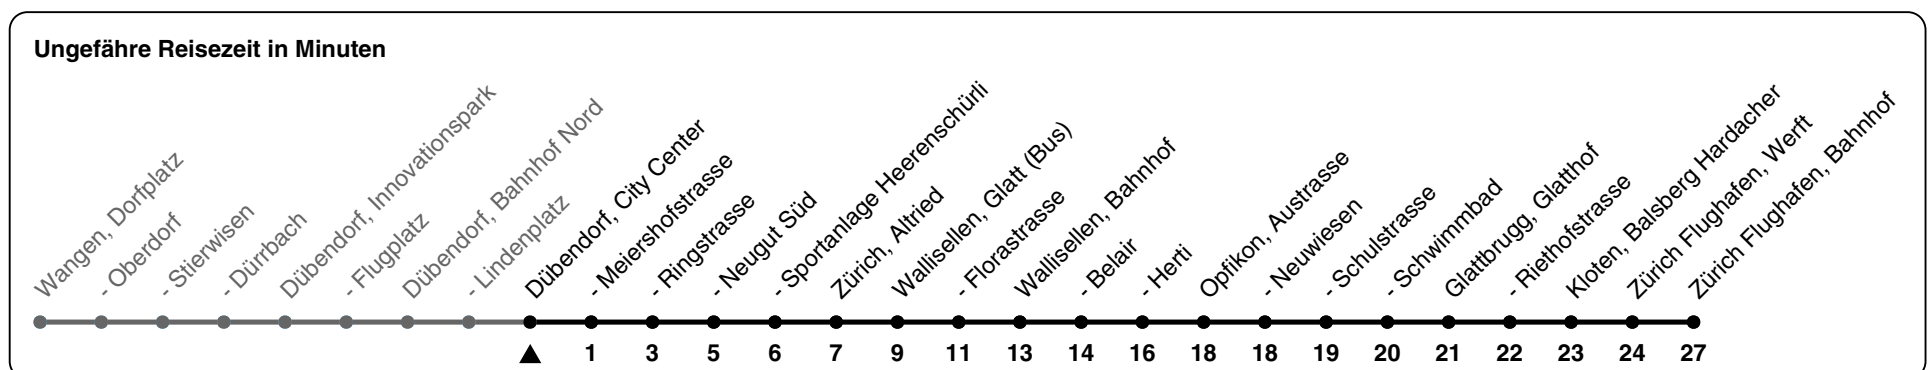 Ungefähre Reisezeit in Minuten
Wangen, Dorfplatz
- Oberdorf
- Stierwisen
- Dürrbach
Dübendorf, Innovationspark
- Flugplatz
Dübendorf, Bahnhof Nord
- Lindenplatz
Dübendorf, City Center
- Meiershofstrasse
- Ringstrasse
- Neugut Süd
- Sportanlage Heerenschürli
Zürich, Altried
Wallisellen, Glatt (Bus)
- Florastrasse
Wallisellen, Bahnhof
- Belair
- Herti
Opfikon, Austrasse
- Neuwiesen
- Schulstrasse
- Schwimmbad
Glattbrugg, Glatthof
- Riethofstrasse
Kloten, Balsberg Hardacher
Zürich Flughafen, Werft
Zürich Flughafen, Bahnhof
1 3 5 6 7 9 11 13 14 16 18 18 19 20 21 22 23 24 27